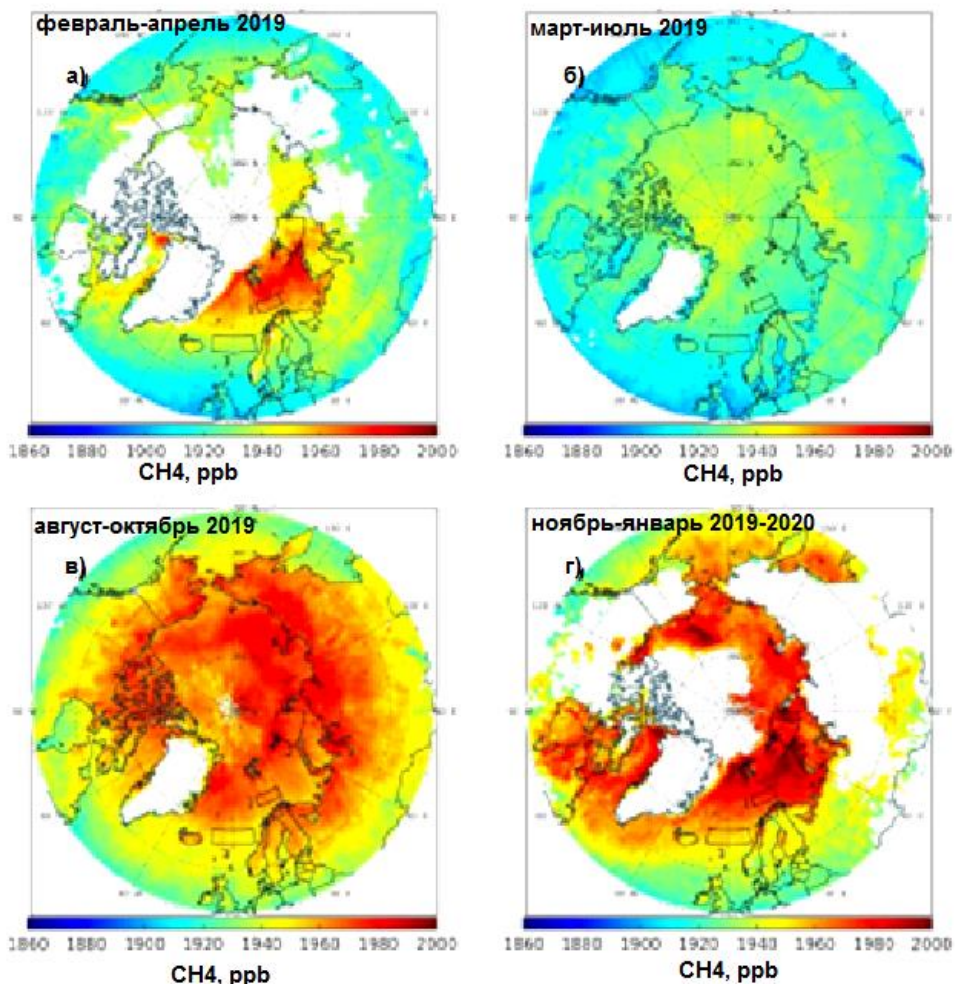 февраль-апрель 2019
март-июль 2019
а)
б)
1860 1880 1900 1920 1940 1960 1980 2000
1860 1880 1900 1920 1940 1960 1980 2000
CH4, ppb
CH4, ppb
август-октябрь 2019
ноябрь-январь 2019-2020
в)
г)
1860 1880 1900 1920 1940 1960 1980 2000
1860 1880 1900 1920 1940 1960 1980 2000
CH4, ppb
CH4, ppb